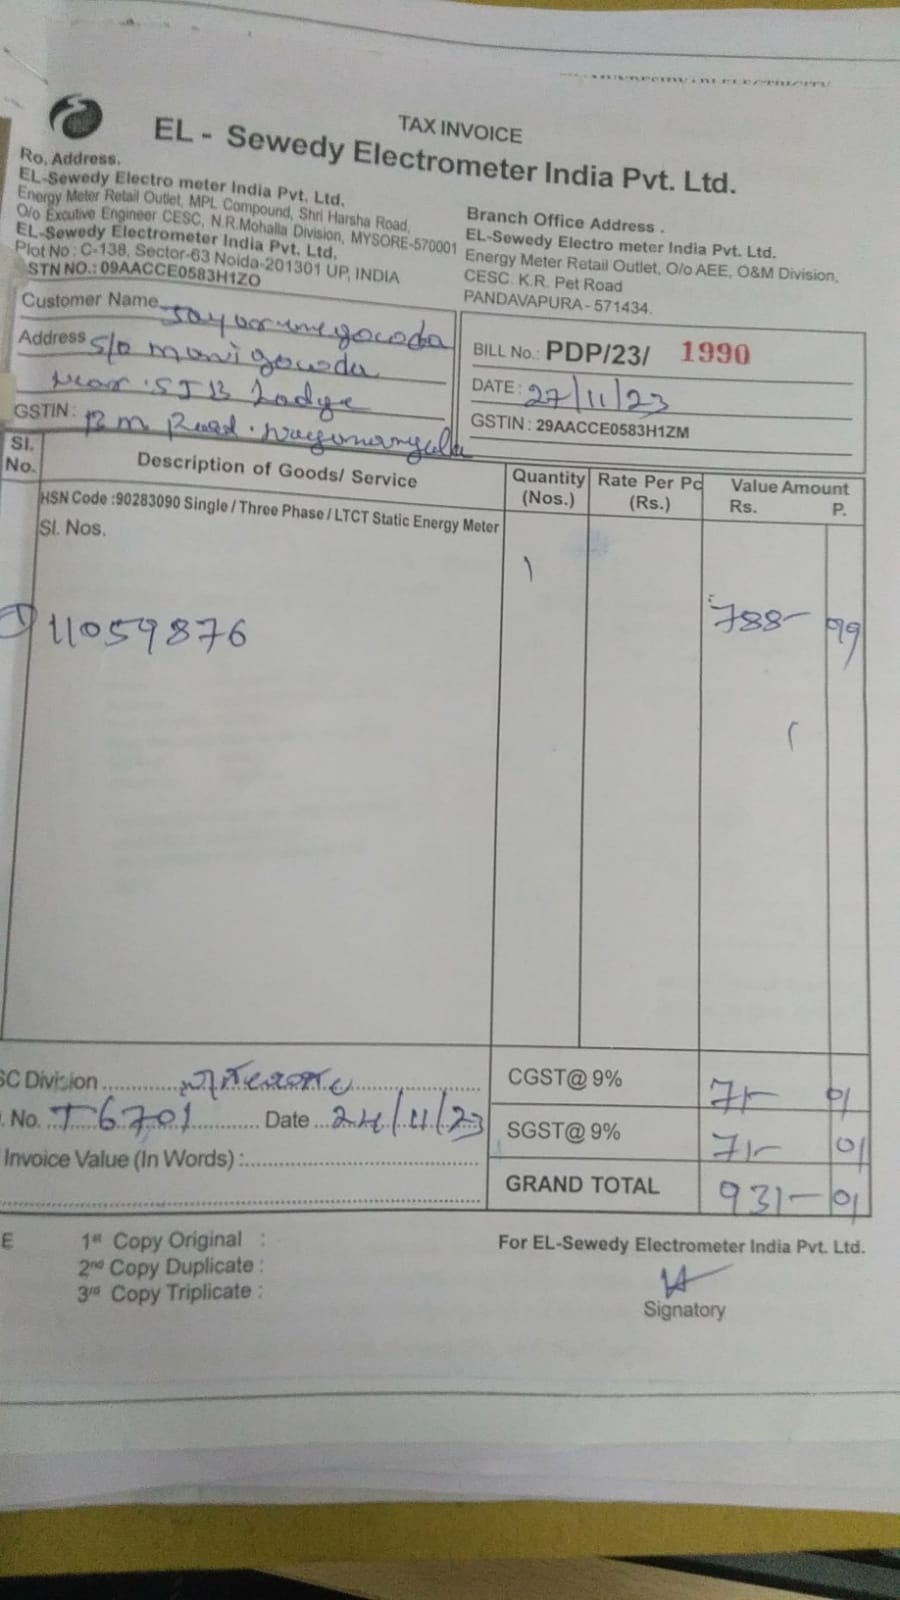 TAX INVOICE
EL - Sewedy Electrometer India Pvt. Ltd.
Ro, Address.
EL-Sewedy Electro meter India Pvt. Ltd,
Energy Meter Retail Outlet, MPL Compound, Shri Harsha Road,
O/o Excutive Engineer CESC, N.R.Mohalla Division, MYSORE-570001
EL-Sewedy Electrometer India Pvt. Ltd,
Plot No : C-138, Sector-63 Noida-201301 UP, INDIA
STN NO.: 09AACCE0583H1ZO
Branch Office Address .
EL-Sewedy Electro meter India Pvt. Ltd.
Energy Meter Retail Outlet, O/o AEE, O&M Division,
CESC. K.R. Pet Road
PANDAVAPURA - 571434.
Customer Name
Address S/o
Near . SJB Lodge
GSTIN : B m Road .
BILL No.: PDP/23/ 1990
DATE : 27/11/23
GSTIN : 29AACCE0583H1ZM
Sl. No. Description of Goods/ Service Quantity (Nos.) Rate Per Pc (Rs.) Value Amount Rs. P.
HSN Code :90283090 Single / Three Phase / LTCT Static Energy Meter
Sl. Nos.
1
① 11059876 788- 99
SC Division
. No. T6701 Date 24/11/23
Invoice Value (In Words) :
CGST@ 9% 71- 01
SGST@ 9% 71- 01
GRAND TOTAL 931- 01
E 1st Copy Original :
2nd Copy Duplicate :
3rd Copy Triplicate :
For EL-Sewedy Electrometer India Pvt. Ltd.
Signatory